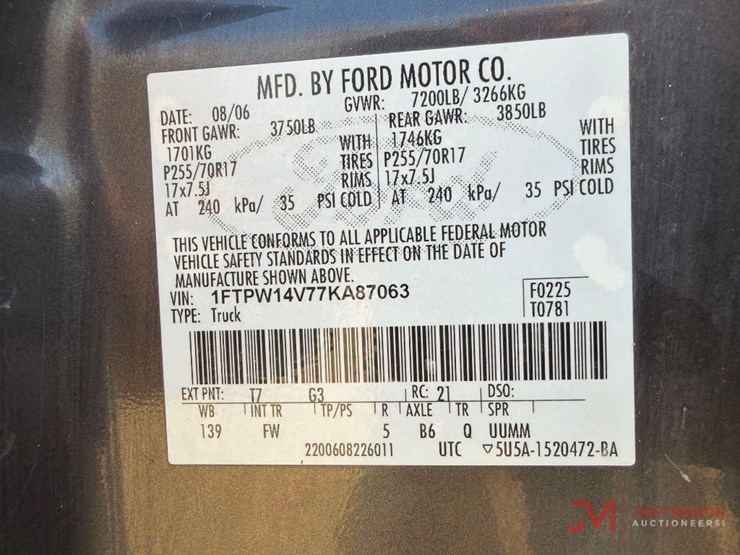 MFD. BY FORD MOTOR CO.
DATE: 08/06 GVWR: 7200LB/ 3266KG
FRONT GAWR: 3750LB REAR GAWR: 3850LB
1701KG WITH 1746KG WITH
P255/70R17 TIRES P255/70R17 TIRES
17x7.5J RIMS 17x7.5J RIMS
AT 240 kPa/ 35 PSI COLD AT 240 kPa/ 35 PSI COLD
Ford
THIS VEHICLE CONFORMS TO ALL APPLICABLE FEDERAL MOTOR
VEHICLE SAFETY STANDARDS IN EFFECT ON THE DATE OF
MANUFACTURE SHOWN ABOVE.
VIN: 1FTPW14V77KA87063 F0225
TYPE: Truck T0781
EXT PNT: T7 G3 RC: 21 DSO:
WB INT TR TP/PS R AXLE TR SPR
139 FW 5 B6 Q UUMM
2200608226011 UTC ▽5U5A-1520472-BA
JM
AUCTIONEERS